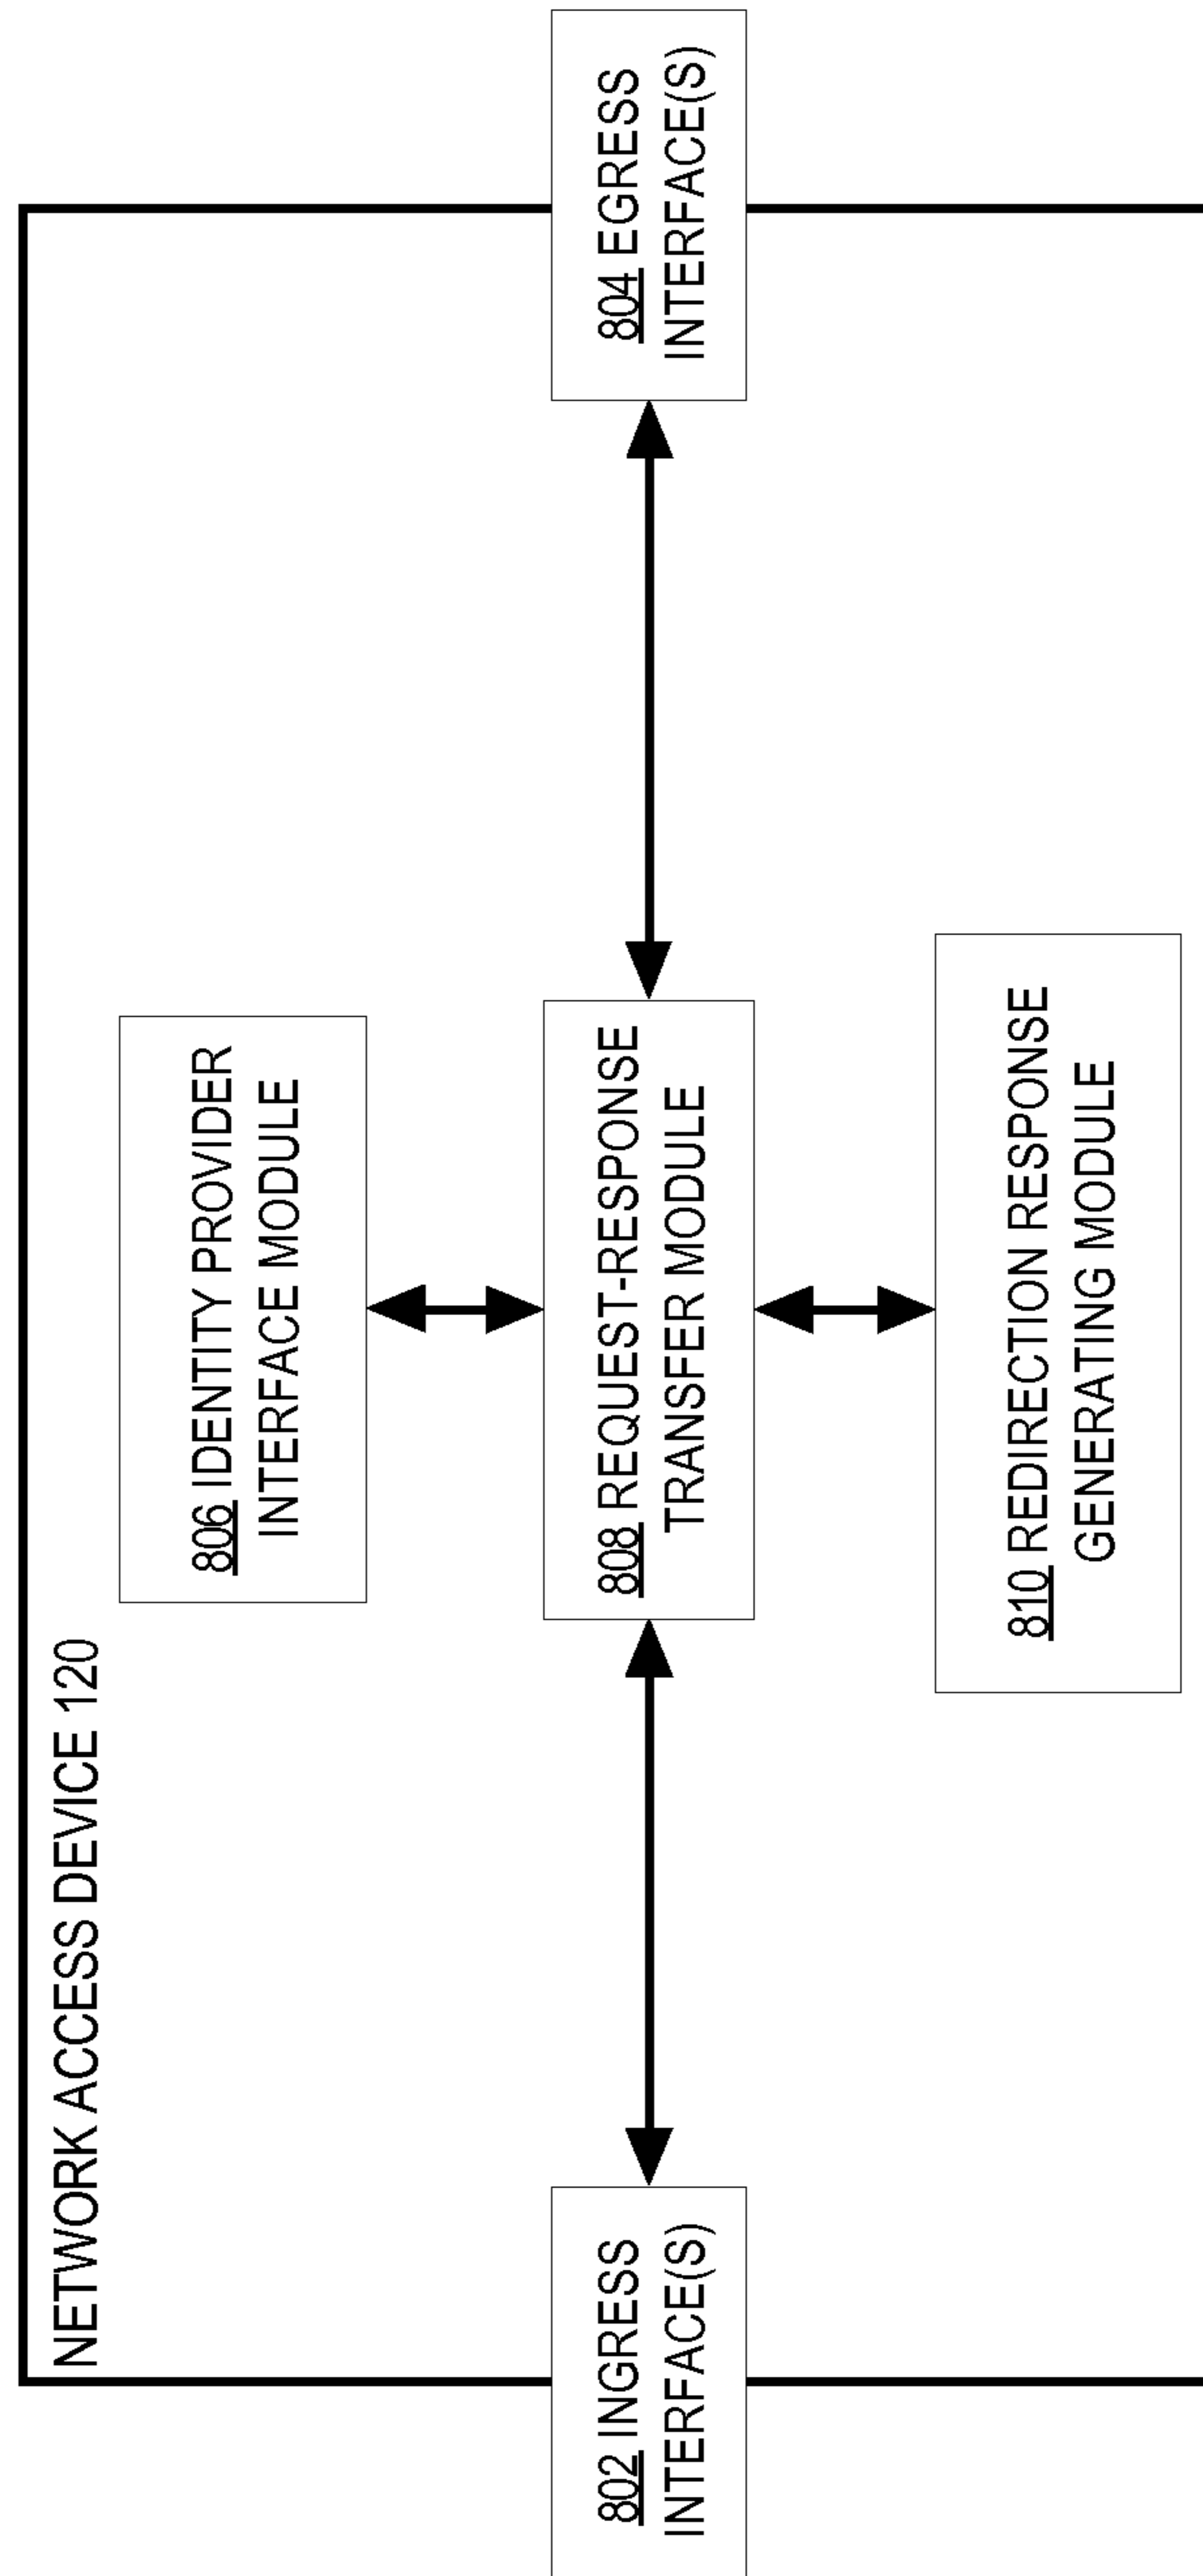 NETWORK ACCESS DEVICE 120
806 IDENTITY PROVIDER
INTERFACE MODULE
802 INGRESS
INTERFACE(S)
808 REQUEST-RESPONSE
TRANSFER MODULE
804 EGRESS
INTERFACE(S)
810 REDIRECTION RESPONSE
GENERATING MODULE